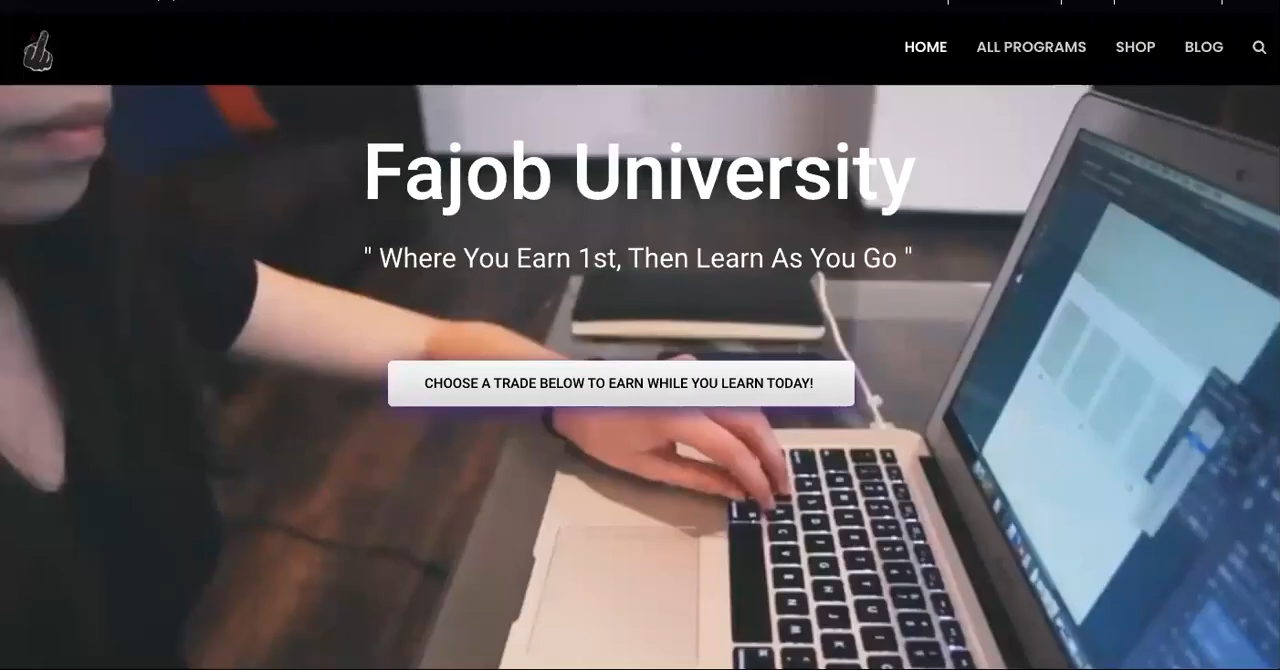 HOME ALL PROGRAMS SHOP BLOG
Fajob University
" Where You Earn 1st, Then Learn As You Go "
CHOOSE A TRADE BELOW TO EARN WHILE YOU LEARN TODAY!